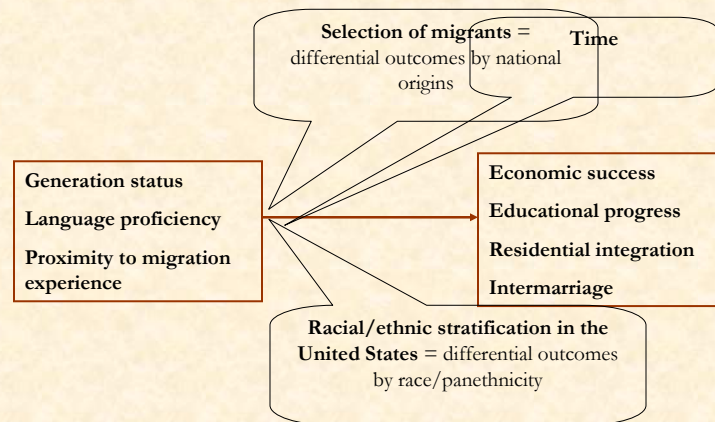 Selection of migrants =
differential outcomes by national
origins
Time
Generation status
Language proficiency
Proximity to migration
experience
Economic success
Educational progress
Residential integration
Intermarriage
Racial/ethnic stratification in the
United States = differential outcomes
by race/panethnicity